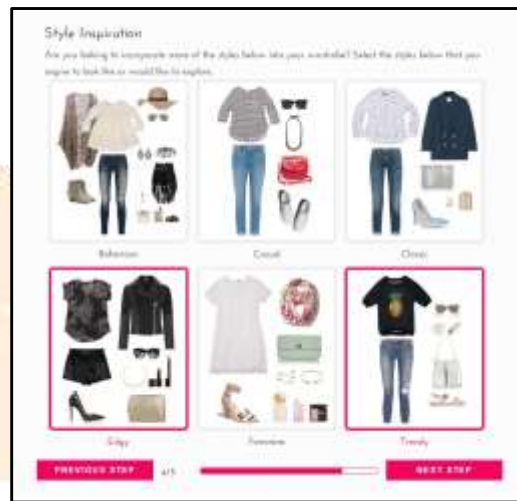 Style Inspiration
Are you looking to incorporate more of the styles below into your wardrobe? Select the styles below that you
aspire to look like or would like to explore.
Bohemian
Casual
Classic
Edgy
Feminine
Trendy
PREVIOUS STEP
4/5
NEXT STEP